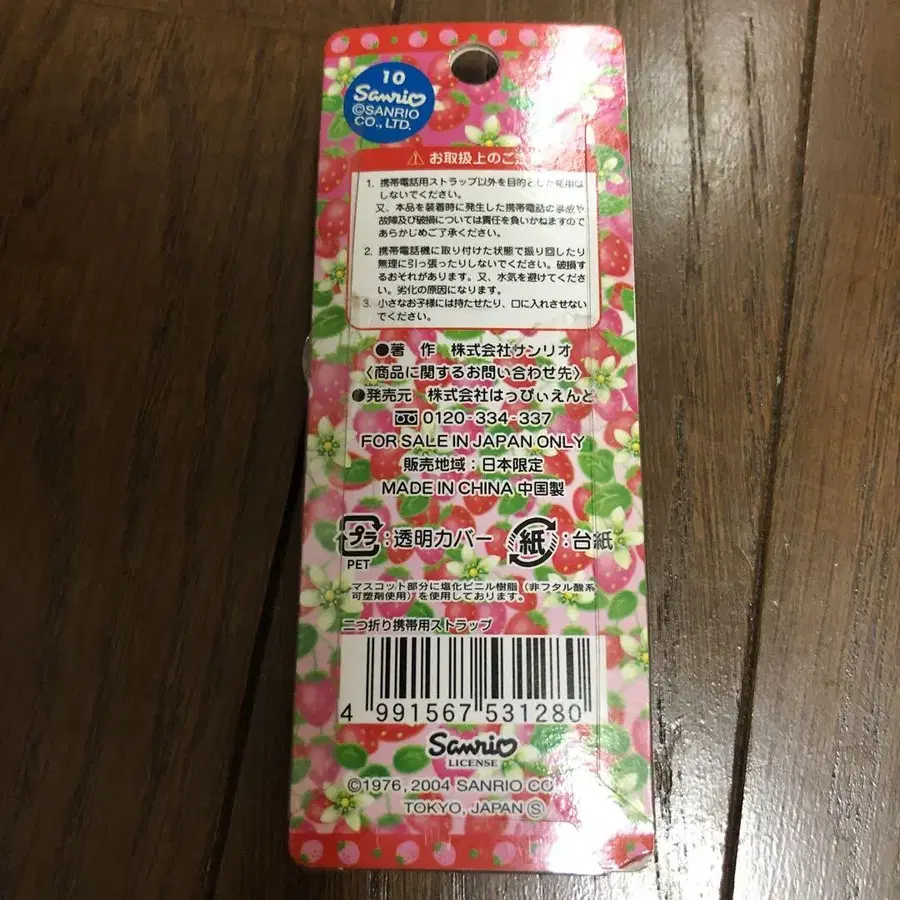 10
Sanrio
©SANRIO
CO., LTD.
⚠ お取扱上のご注
1. 携帯電話用ストラップ以外を目的とした使用は
しないでください。
又、本品を装着時に発生した携帯電話の事故や
故障及び破損については責任を負いかねますので
あらかじめご了承ください。
2. 携帯電話機に取り付けた状態で振り回したり
無理に引っ張ったりしないでください。破損す
るおそれがあります。又、水気を避けてくださ
い。劣化の原因になります。
3. 小さなお子様には持たせたり、口に入れさせない
でください。
●著 作 株式会社サンリオ
〈商品に関するお問い合わせ先〉
●発売元 株式会社はっぴぃえんど
0120-334-337
FOR SALE IN JAPAN ONLY
販売地域：日本限定
MADE IN CHINA 中国製
プラ：透明カバー 紙：台紙
PET
マスコット部分に塩化ビニル樹脂（非フタル酸系
可塑剤使用）を使用しております。
二つ折り携帯用ストラップ
4 991567 531280
Sanrio
LICENSE
©1976, 2004 SANRIO CO
TOKYO, JAPAN Ⓢ